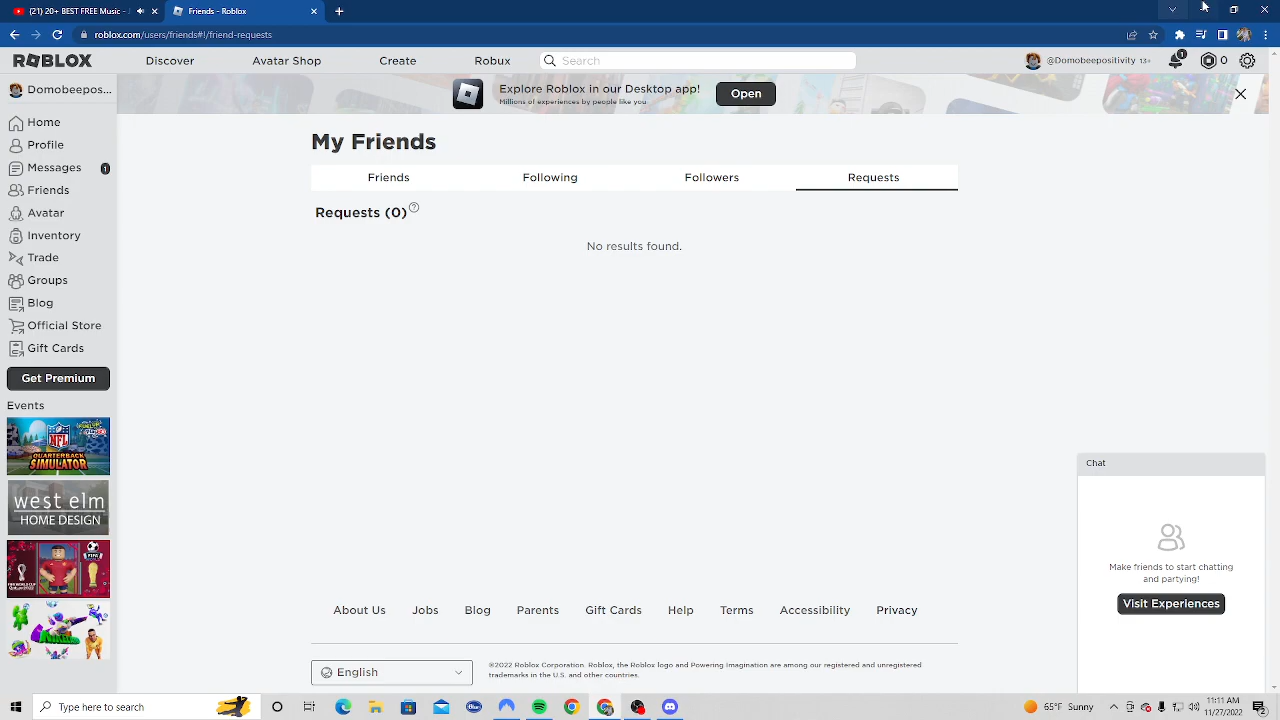 (2) 20+ BEST FREE Music -
Friends - Roblox
roblox.com/users/friends#!/friend-requests
ROBLOX
Discover
Avatar Shop
Create
Robux
Search
@Domobeepositivity 13+
1
0
Domobeepos...
Explore Roblox in our Desktop app!
Millions of experiences by people like you
Open
Home
Profile
Messages
1
Friends
Avatar
Inventory
Trade
Groups
Blog
Official Store
Gift Cards
Get Premium
Events
NFL
QUARTERBACK
SIMULATOR
west elm
HOME DESIGN
My Friends
Friends
Following
Followers
Requests
Requests (0)
No results found.
Chat
Make friends to start chatting
and partying!
Visit Experiences
About Us
Jobs
Blog
Parents
Gift Cards
Help
Terms
Accessibility
Privacy
English
©2022 Roblox Corporation. Roblox, the Roblox logo and Powering Imagination are among our registered and unregistered
trademarks in the U.S. and other countries.
Type here to search
65°F Sunny
11:11 AM
11/27/2022